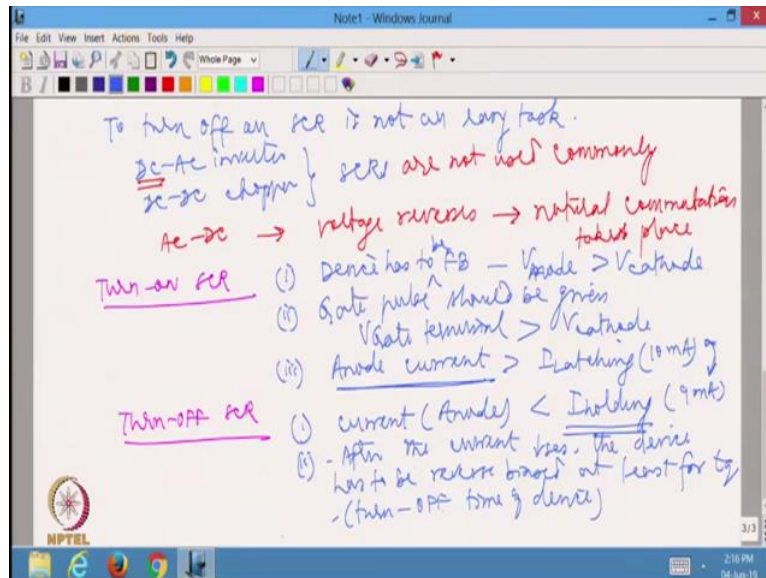 Note1 - Windows Journal
File Edit View Insert Actions Tools Help
Whole Page
B I
To turn off an SCR is not an easy task.
DC-AC inverter
DC-DC chopper } SCRs are not used commonly
AC-DC → voltage reverses → natural commutation
takes place
Turn-on SCR (i) Device has to be FB - VAnode > Vcathode
(ii) Gate pulse should be given
VGate terminal > Vcathode
(iii) Anode current > ILatching (10 mA)
Turn-OFF SCR (i) current (Anode) < Iholding (9 mA)
(ii) - After the current the device
has to be reverse biased at least for tq
- (turn-OFF time of device)
NPTEL
3/3
2:16 PM
04-Jun-19